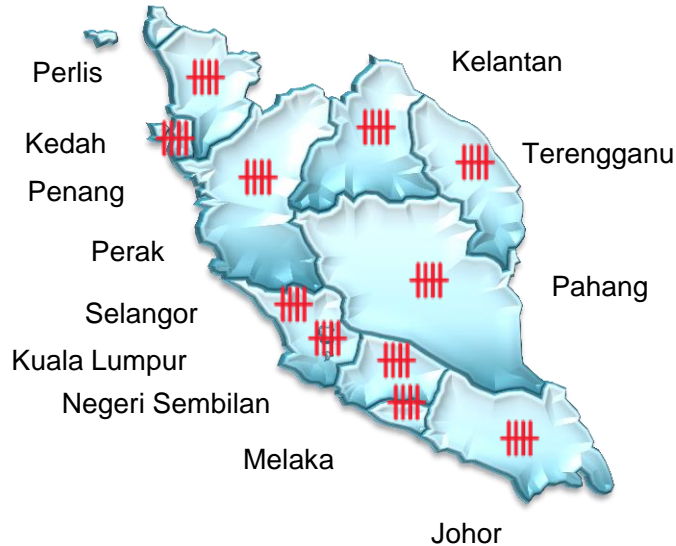 Perlis
Kelantan
Kedah
Terengganu
Penang
Perak
Pahang
Selangor
Kuala Lumpur
Negeri Sembilan
Melaka
Johor